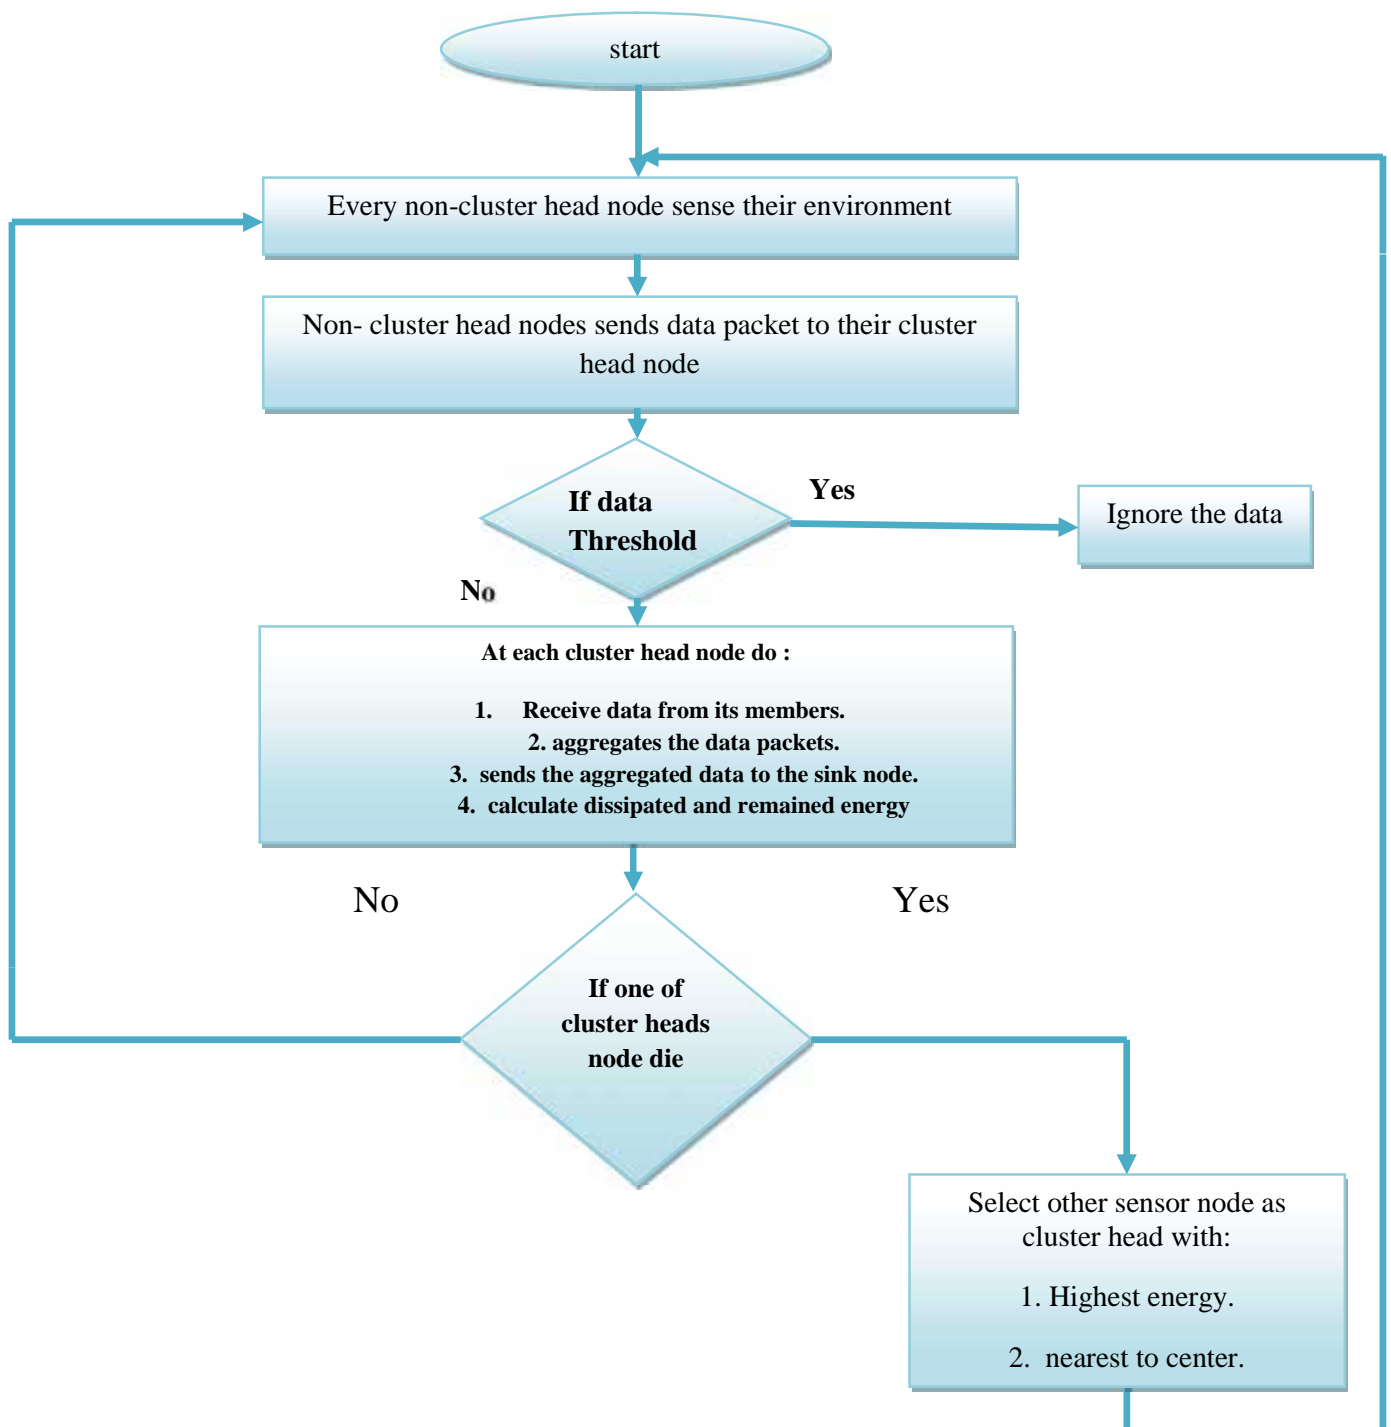 start
Every non-cluster head node sense their environment
Non- cluster head nodes sends data packet to their cluster
head node
If data
Threshold
Yes
Ignore the data
No
At each cluster head node do :
1. Receive data from its members.
2. aggregates the data packets.
3. sends the aggregated data to the sink node.
4. calculate dissipated and remained energy
No
Yes
If one of
cluster heads
node die
Select other sensor node as
cluster head with:
1. Highest energy.
2. nearest to center.